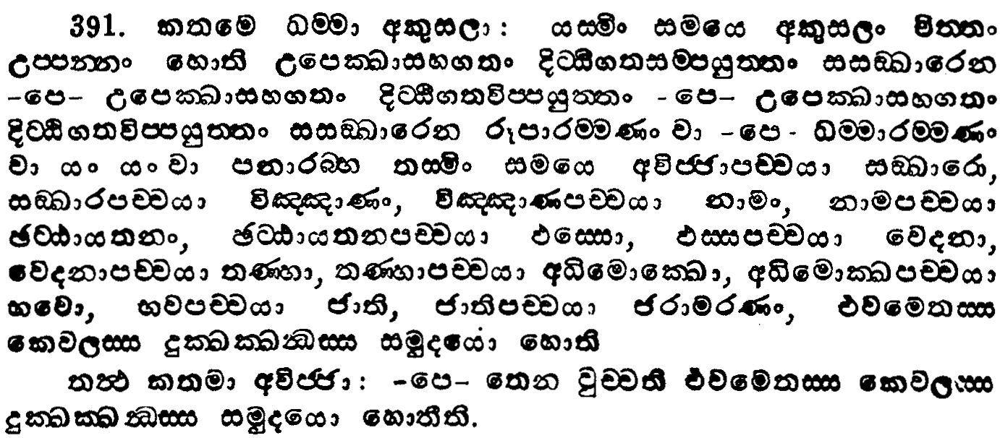 391. කතමෙ ධම්මා අකුසලා: යස්මිං සමයෙ අකුසලං චිත්තං
උප්පන්නං හොති උපෙක්ඛාසහගතං දිට්ඨිගතසම්පයුත්තං සසඞ්ඛාරෙන
-පෙ- උපෙක්ඛාසහගතං දිට්ඨිගතවිප්පයුත්තං -පෙ- උපෙක්ඛාසහගතං
දිට්ඨිගතවිප්පයුත්තං සසඞ්ඛාරෙන රූපාරම්මණං වා -පෙ- ධම්මාරම්මණං
වා යං යං වා පනාරබ්භ තස්මිං සමයෙ අවිජ්ජාපච්චයා සඞ්ඛාරො,
සඞ්ඛාරපච්චයා විඤ්ඤාණං, විඤ්ඤාණපච්චයා නාමං, නාමපච්චයා
ඡට්ඨායතනං, ඡට්ඨායතනපච්චයා ඵස්සො, ඵස්සපච්චයා වෙදනා,
වෙදනාපච්චයා තණ්හා, තණ්හාපච්චයා අධිමොක්ඛො, අධිමොක්ඛපච්චයා
භවො, භවපච්චයා ජාති, ජාතිපච්චයා ජරාමරණං, එවමෙතස්ස
කෙවලස්ස දුක්ඛක්ඛන්ධස්ස සමුදයො හොති
තත්ථ කතමා අවිජ්ජා: -පෙ- තෙන වුච්චති එවමෙතස්ස කෙවලස්ස
දුක්ඛක්ඛන්ධස්ස සමුදයො හොතීති.